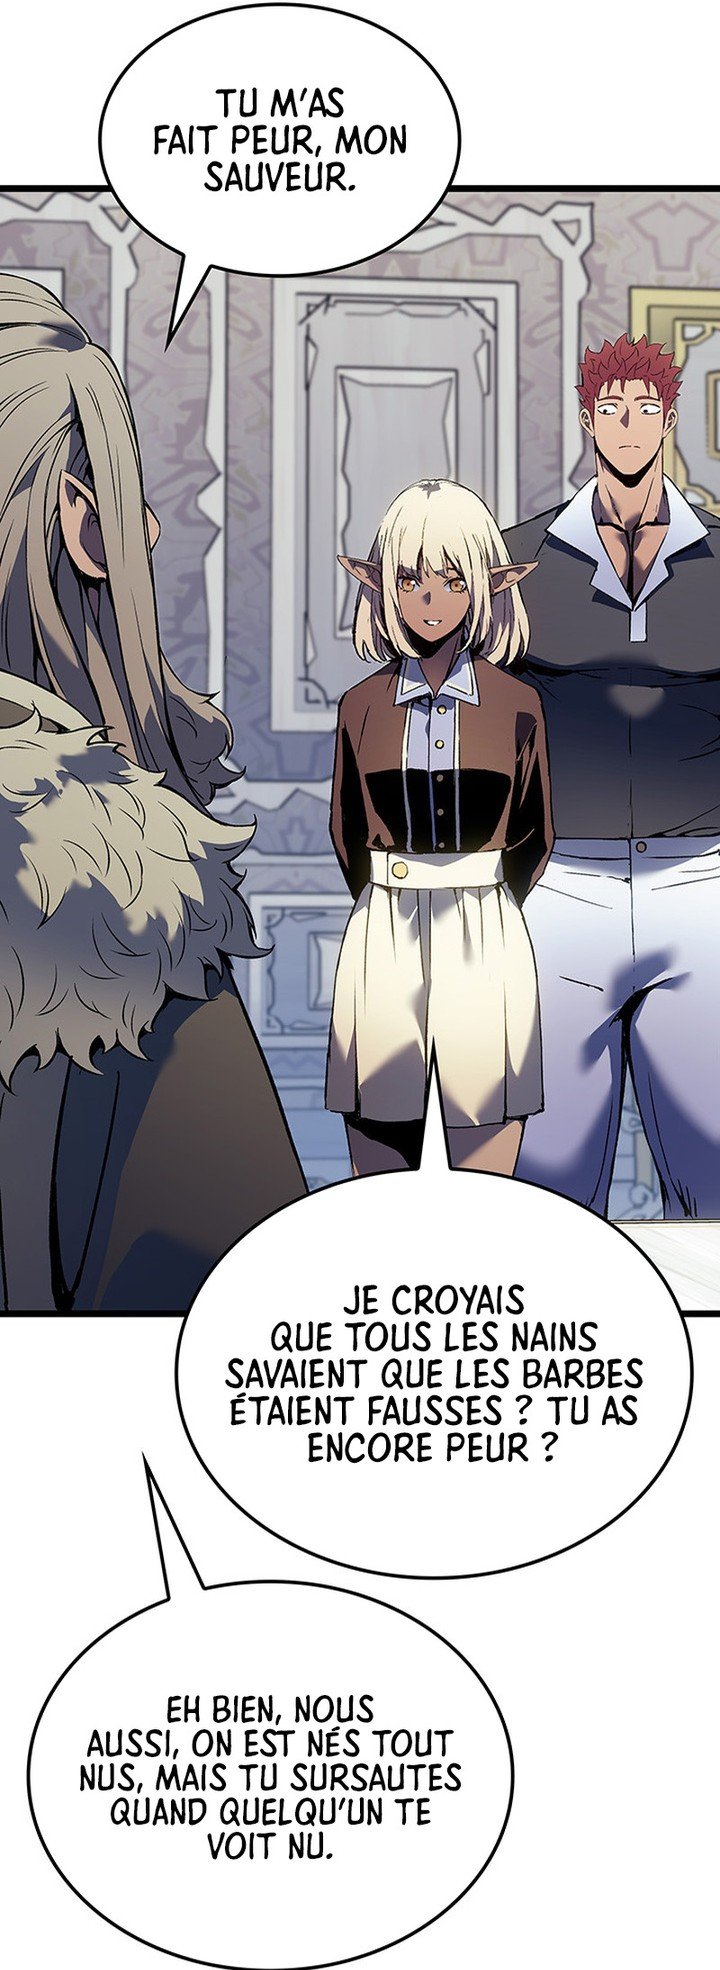 TU M'AS
FAIT PEUR, MON
SAUVEUR.
JE CROYAIS
QUE TOUS LES NAINS
SAVAIENT QUE LES BARBES
ÉTAIENT FAUSSES ? TU AS
ENCORE PEUR ?
EH BIEN, NOUS
AUSSI, ON EST NÉS TOUT
NUS, MAIS TU SURSAUTES
QUAND QUELQU'UN TE
VOIT NU.